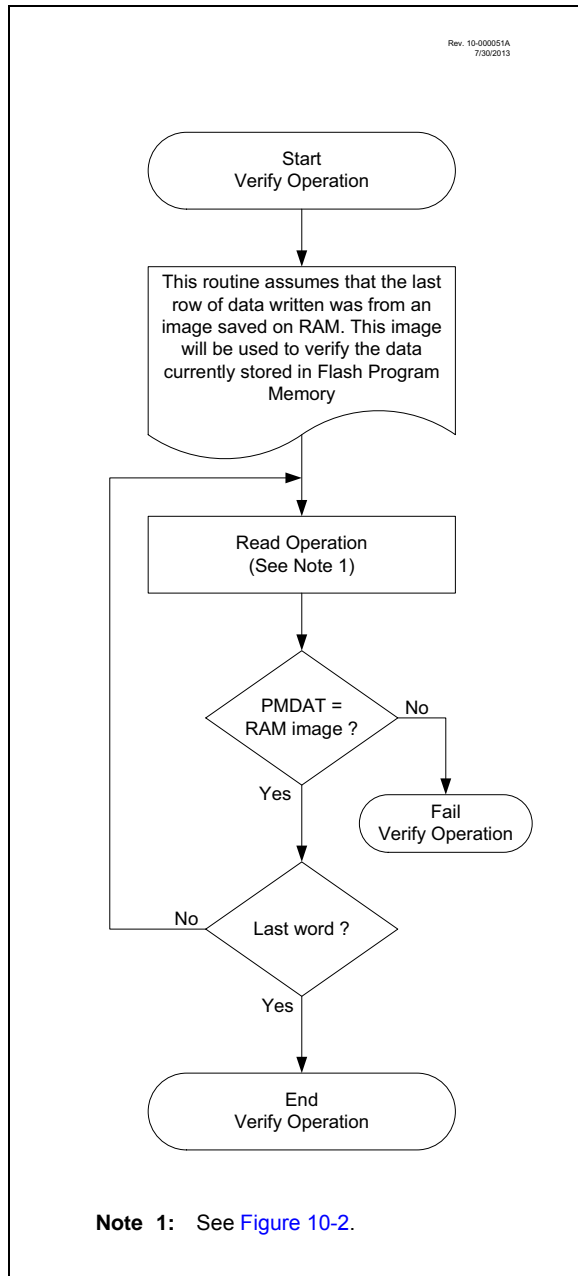 Rev. 10-000051A
7/30/2013
Start
Verify Operation
This routine assumes that the last
row of data written was from an
image saved on RAM. This image
will be used to verify the data
currently stored in Flash Program
Memory
Read Operation
(See Note 1)
PMDAT =
RAM image ?
No
Yes
Fail
Verify Operation
Last word ?
No
Yes
End
Verify Operation
Note 1: See Figure 10-2.